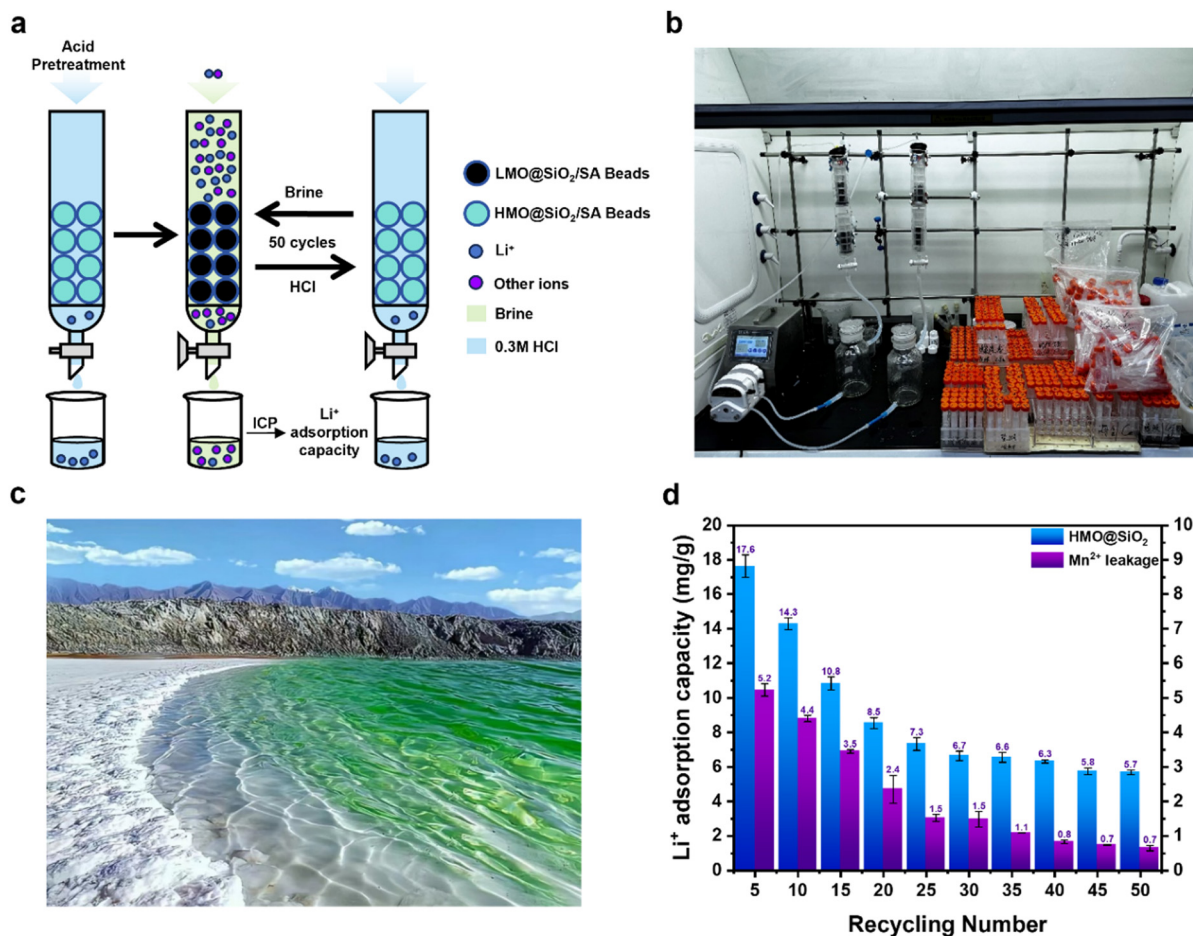 a
Acid
Pretreatment
Brine
50 cycles
HCl
LMO@SiO₂/SA Beads
HMO@SiO₂/SA Beads
Li⁺
Other ions
Brine
0.3M HCl
ICP
Li⁺
adsorption
capacity
b
c
d
Li⁺ adsorption capacity (mg/g)
20
18
16
14
12
10
8
6
4
2
0
HMO@SiO₂
Mn²⁺ leakage
10
9
8
7
6
5
4
3
2
1
0
17.6
5.2
14.3
4.4
10.8
3.5
8.5
2.4
7.3
1.5
6.7
1.5
6.6
1.1
6.3
0.8
5.8
0.7
5.7
0.7
5 10 15 20 25 30 35 40 45 50
Recycling Number